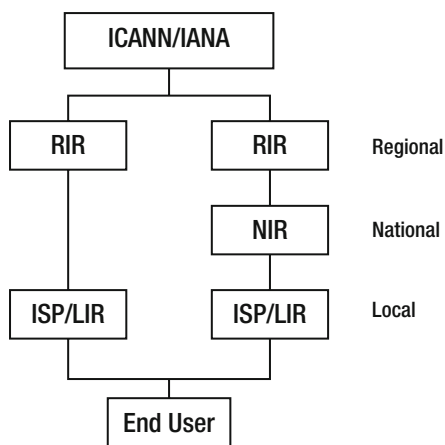 ICANN/IANA
RIR RIR Regional
NIR National
ISP/LIR ISP/LIR Local
End User